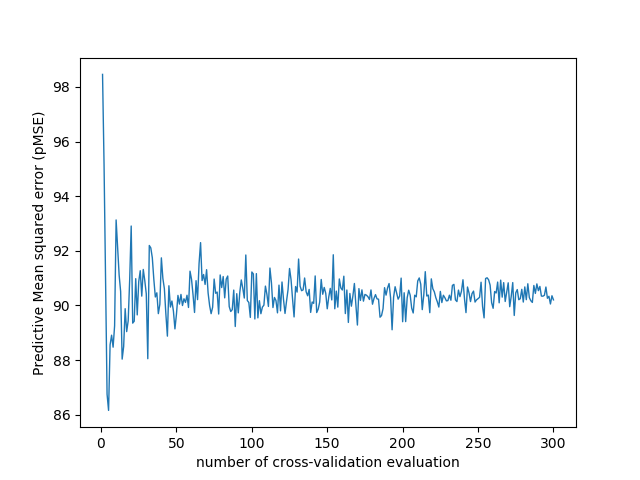 98
96
94
92
90
88
86
Predictive Mean squared error (pMSE)
0 50 100 150 200 250 300
number of cross-validation evaluation